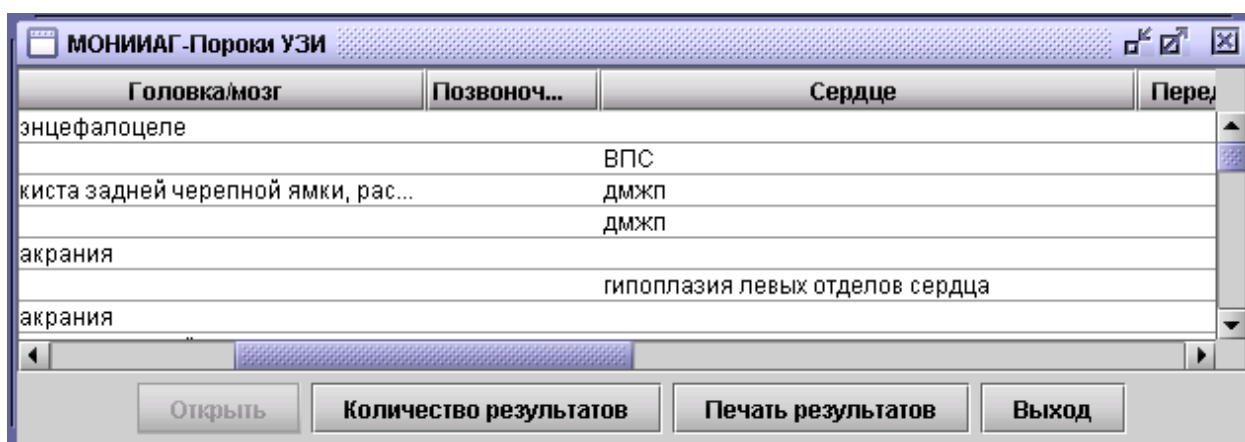 МОНИИАГ-Пороки УЗИ
Головка/мозг Позвоноч... Сердце Перед
энцефалоцеле
ВПС
киста задней черепной ямки, рас... дмжп
дмжп
акрания
гипоплазия левых отделов сердца
акрания
Открыть Количество результатов Печать результатов Выход